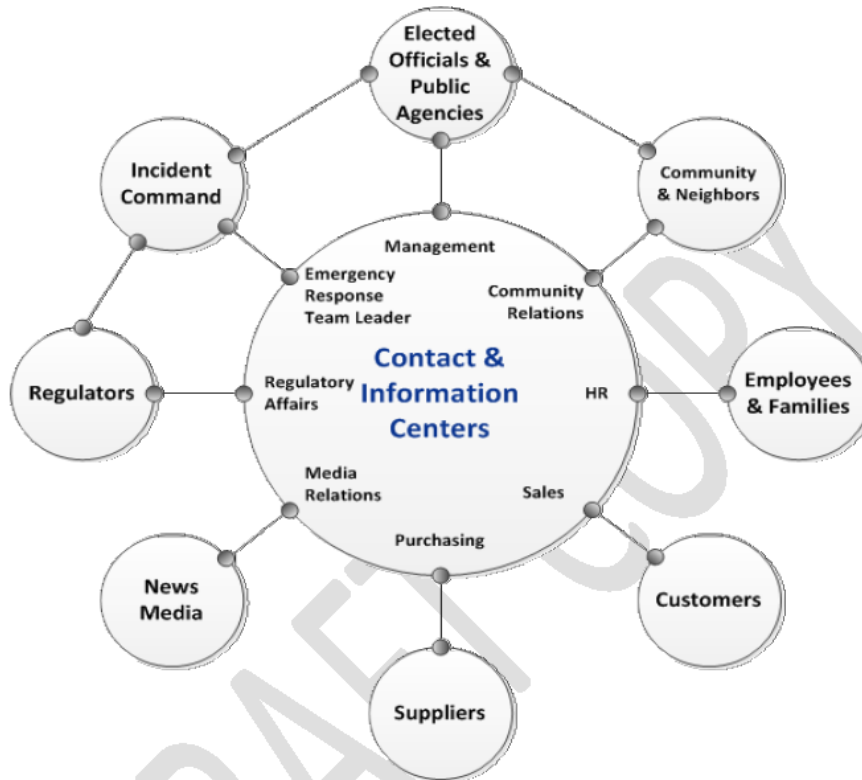 Elected
Officials &
Public
Agencies
Incident
Command
Community
& Neighbors
Management
Emergency
Response
Team Leader
Community
Relations
Contact &
Information
Centers
Regulators
Regulatory
Affairs
HR
Employees
& Families
Media
Relations
Sales
Purchasing
News
Media
Customers
Suppliers
DRAFT COPY